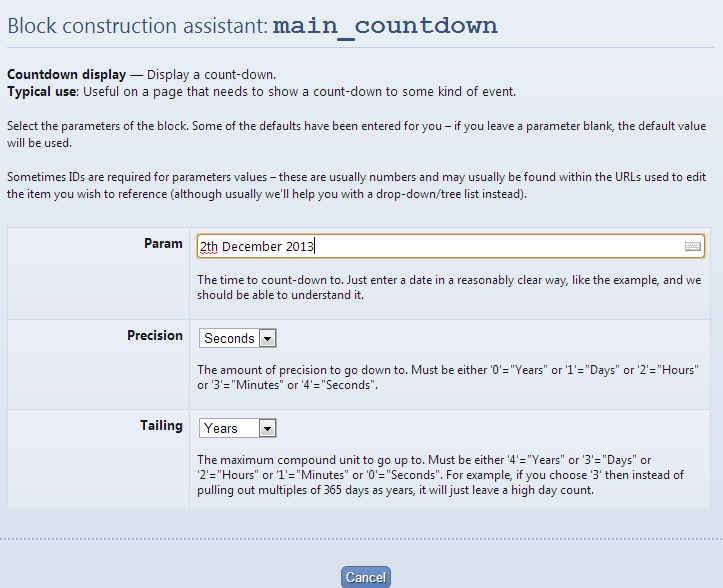 Block construction assistant: main_countdown
Countdown display — Display a count-down.
Typical use: Useful on a page that needs to show a count-down to some kind of event.
Select the parameters of the block. Some of the defaults have been entered for you – if you leave a parameter blank, the default value
will be used.
Sometimes IDs are required for parameters values – these are usually numbers and may usually be found within the URLs used to edit
the item you wish to reference (although usually we'll help you with a drop-down/tree list instead).
Param
2th December 2013
The time to count-down to. Just enter a date in a reasonably clear way, like the example, and we
should be able to understand it.
Precision
Seconds
The amount of precision to go down to. Must be either '0'="Years" or '1'="Days" or '2'="Hours"
or '3'="Minutes" or '4'="Seconds".
Tailing
Years
The maximum compound unit to go up to. Must be either '4'="Years" or '3'="Days" or
'2'="Hours" or '1'="Minutes" or '0'="Seconds". For example, if you choose '3' then instead of
pulling out multiples of 365 days as years, it will just leave a high day count.
Cancel